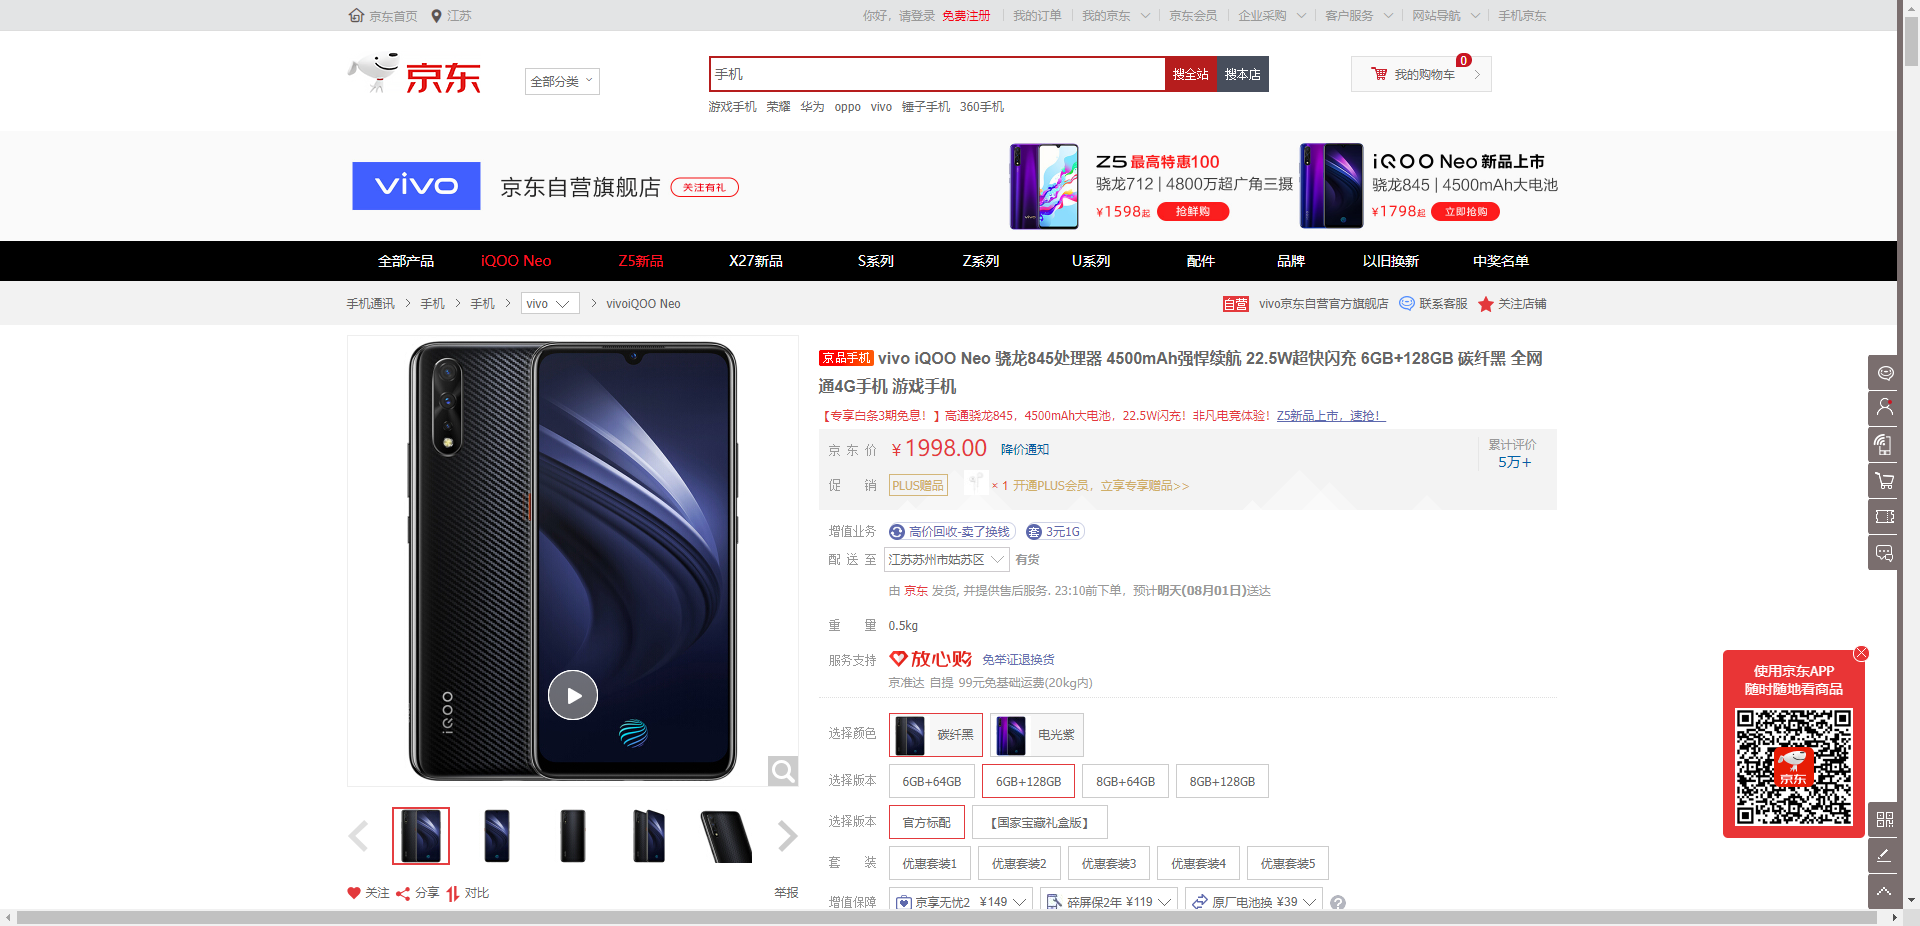 京东首页 江苏
你好，请登录 免费注册 我的订单 我的京东 京东会员 企业采购 客户服务 网站导航 手机京东
京东
全部分类
手机 搜全站 搜本店
我的购物车 0
游戏手机 荣耀 华为 oppo vivo 锤子手机 360手机
vivo 京东自营旗舰店 关注有礼
Z5 最高特惠100
骁龙712 | 4800万超广角三摄
¥1598起 抢鲜购
iQOO Neo 新品上市
骁龙845 | 4500mAh大电池
¥1798起 立即抢购
全部产品 iQOO Neo Z5新品 X27新品 S系列 Z系列 U系列 配件 品牌 以旧换新 中奖名单
手机通讯 > 手机 > 手机 > vivo > vivoiQOO Neo
自营 vivo京东自营官方旗舰店 联系客服 关注店铺
iQOO
京品手机 vivo iQOO Neo 骁龙845处理器 4500mAh强悍续航 22.5W超快闪充 6GB+128GB 碳纤黑 全网
通4G手机 游戏手机
【专享白条3期免息！】高通骁龙845，4500mAh大电池，22.5W闪充！非凡电竞体验！Z5新品上市，速抢！
京东价 ¥1998.00 降价通知
累计评价
5万+
促销 PLUS赠品 × 1 开通PLUS会员，立享专享赠品>>
增值业务 高价回收-卖了换钱 套 3元1G
配送至 江苏苏州市姑苏区 有货
由 京东 发货, 并提供售后服务. 23:10前下单，预计明天(08月01日)送达
重量 0.5kg
服务支持 放心购 免举证退换货
京准达 自提 99元免基础运费(20kg内)
选择颜色 碳纤黑 电光紫
选择版本 6GB+64GB 6GB+128GB 8GB+64GB 8GB+128GB
选择版本 官方标配 【国家宝藏礼盒版】
套装 优惠套装1 优惠套装2 优惠套装3 优惠套装4 优惠套装5
增值保障 京享无忧2 ¥149 碎屏保2年 ¥119 原厂电池换 ¥39 ?
关注 分享 对比 举报
使用京东APP
随时随地看商品
京东